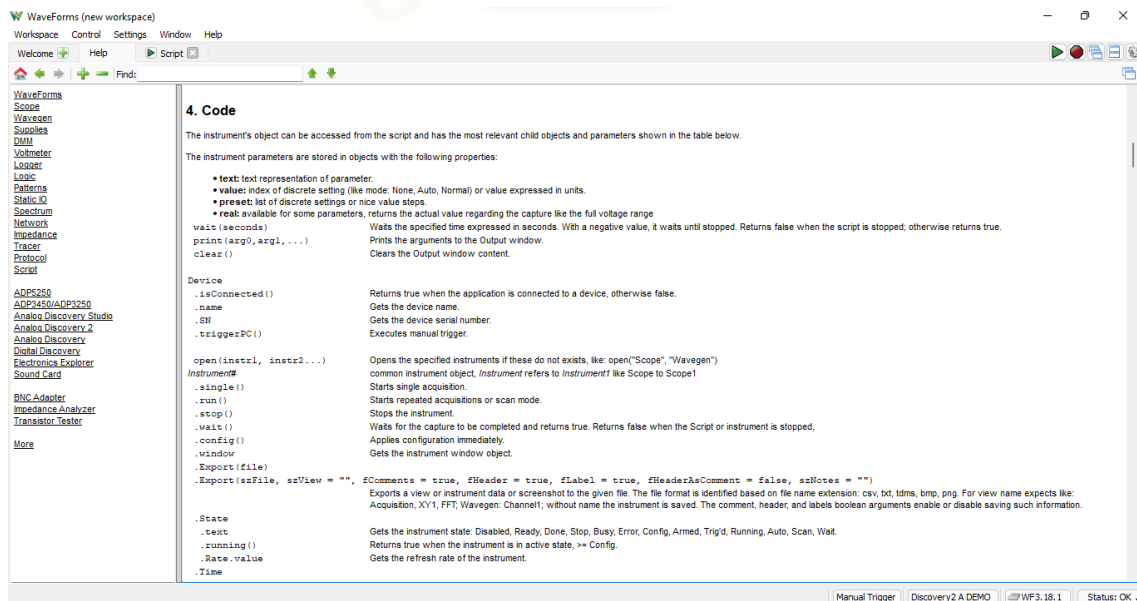 WaveForms (new workspace)
Workspace Control Settings Window Help
Welcome Help Script
Find:
WaveForms
Scope
Wavegen
Supplies
DMM
Voltmeter
Logger
Logic
Patterns
Static IO
Spectrum
Network
Impedance
Tracer
Protocol
Script
ADP5250
ADP3450/ADP3250
Analog Discovery Studio
Analog Discovery 2
Analog Discovery
Digital Discovery
Electronics Explorer
Sound Card
BNC Adapter
Impedance Analyzer
Transistor Tester
More
4. Code
The instrument's object can be accessed from the script and has the most relevant child objects and parameters shown in the table below.
The instrument parameters are stored in objects with the following properties:
• text: text representation of parameter.
• value: index of discrete setting (like mode: None, Auto, Normal) or value expressed in units.
• preset: list of discrete settings or nice value steps.
• real: available for some parameters, returns the actual value regarding the capture like the full voltage range
wait(seconds) Waits the specified time expressed in seconds. With a negative value, it waits until stopped. Returns false when the script is stopped; otherwise returns true.
print(arg0,arg1,...) Prints the arguments to the Output window.
clear() Clears the Output window content.
Device
.isConnected() Returns true when the application is connected to a device, otherwise false.
.name Gets the device name.
.SN Gets the device serial number.
.triggerPC() Executes manual trigger.
open(instr1, instr2...) Opens the specified instruments if these do not exists, like: open("Scope", "Wavegen")
Instrument# common instrument object, Instrument refers to Instrument1 like Scope to Scope1
.single() Starts single acquisition.
.run() Starts repeated acquisitions or scan mode.
.stop() Stops the instrument.
.wait() Waits for the capture to be completed and returns true. Returns false when the Script or instrument is stopped,
.config() Applies configuration immediately.
.window Gets the instrument window object.
.Export(file)
.Export(szFile, szView = "", fComments = true, fHeader = true, fLabel = true, fHeaderAsComment = false, szNotes = "")
Exports a view or instrument data or screenshot to the given file. The file format is identified based on file name extension: csv, txt, tdms, bmp, png. For view name expects like:
Acquisition, XY1, FFT; Wavegen: Channel1; without name the instrument is saved. The comment, header, and labels boolean arguments enable or disable saving such information.
.State
.text Gets the instrument state: Disabled, Ready, Done, Stop, Busy, Error, Config, Armed, Trig'd, Running, Auto, Scan, Wait.
.running() Returns true when the instrument is in active state, >= Config.
.Rate.value Gets the refresh rate of the instrument.
.Time
Manual Trigger Discovery2 A DEMO WF3.18.1 Status: OK